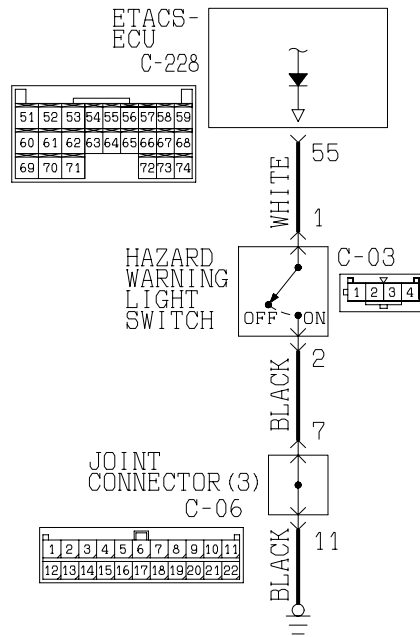 ETACS-
ECU
C-228
51 52 53 54 55 56 57 58 59
60 61 62 63 64 65 66 67 68
69 70 71 72 73 74
55
WHITE
1
HAZARD
WARNING
LIGHT
SWITCH
C-03
1 2 3 4
OFF ON
2
BLACK
7
JOINT
CONNECTOR (3)
C-06
1 2 3 4 5 6 7 8 9 10 11
12 13 14 15 16 17 18 19 20 21 22
11
BLACK